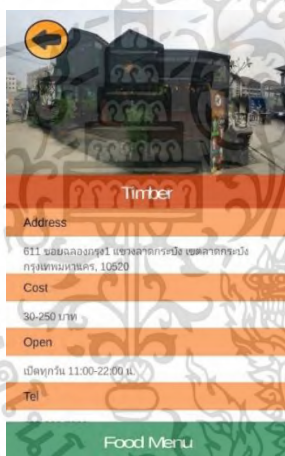 Timber
Address
611 ซอยฉลองกรุง1 แขวงลาดกระบัง เขตลาดกระบัง
กรุงเทพมหานคร, 10520
Cost
30-250 บาท
Open
เปิดทุกวัน 11:00-22:00 น.
Tel
Food Menu